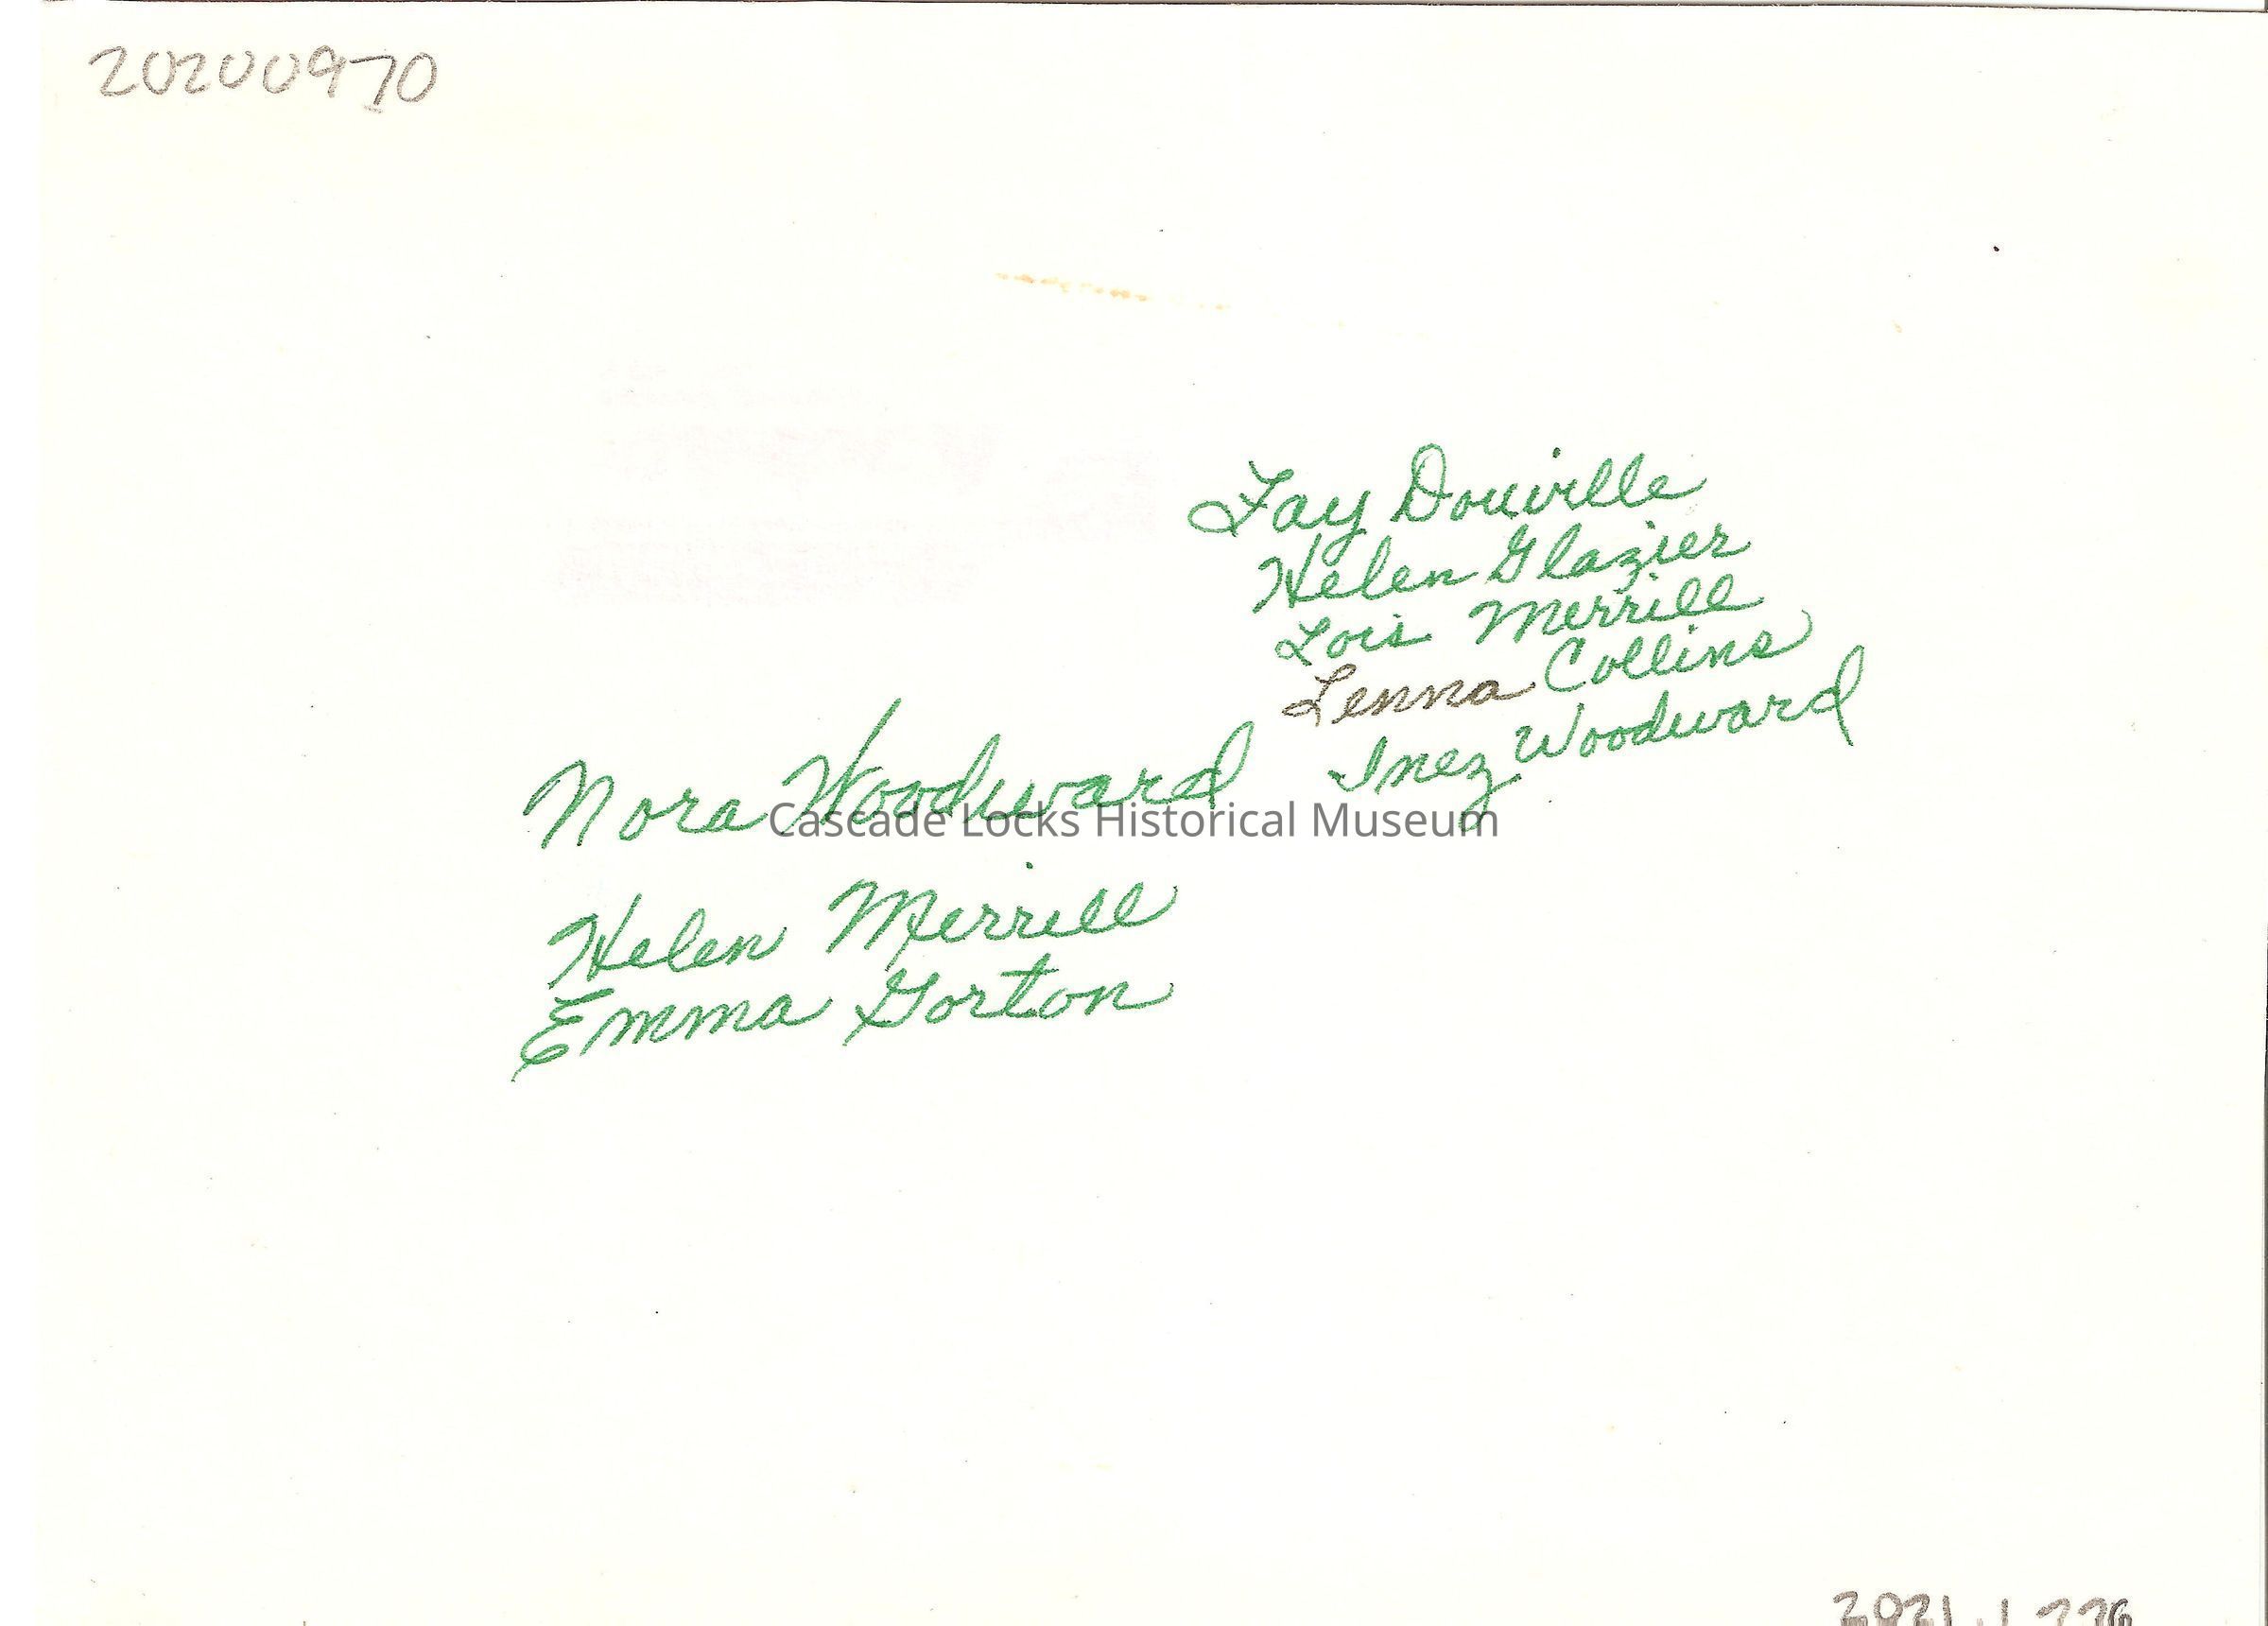 20200970
Fay Douville
Helen Glazier
Lois Merrill
Lenna Collins
Inez Woodward
Nora Woodward
Cascade Locks Historical Museum
Helen Merrill
Emma Gorton